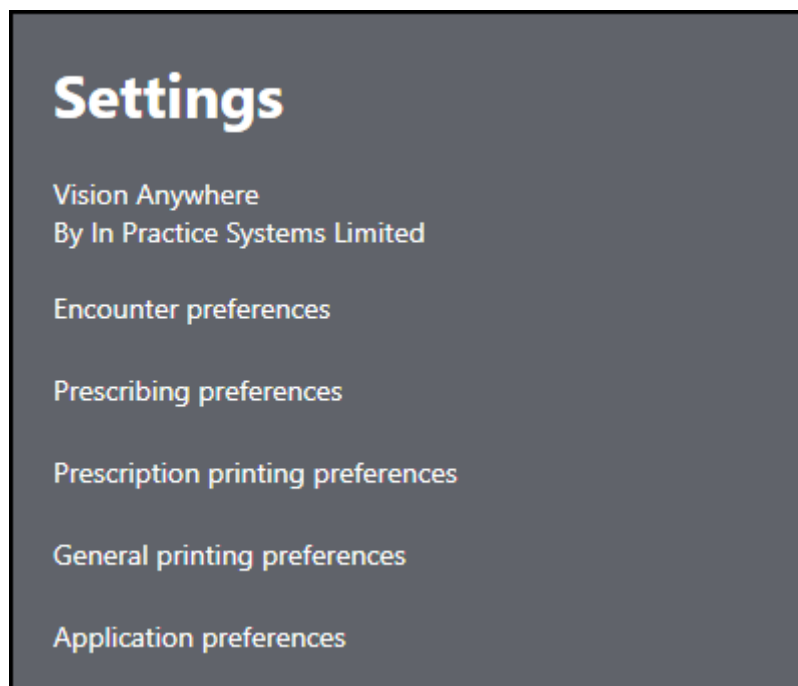 Settings
Vision Anywhere
By In Practice Systems Limited
Encounter preferences
Prescribing preferences
Prescription printing preferences
General printing preferences
Application preferences